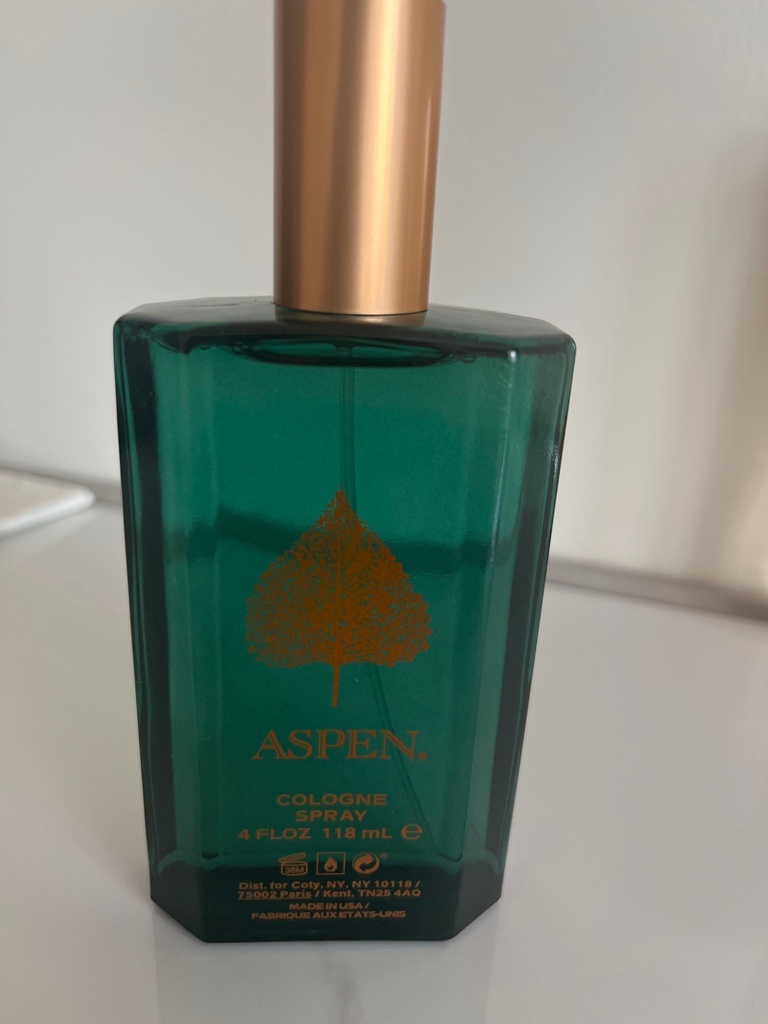 ASPEN®
COLOGNE
SPRAY
4 FLOZ 118 mL ℮
36M
Dist. for Coty, NY, NY 10118 /
75002 Paris / Kent, TN25 4AQ
MADE IN USA /
FABRIQUE AUX ETATS-UNIS